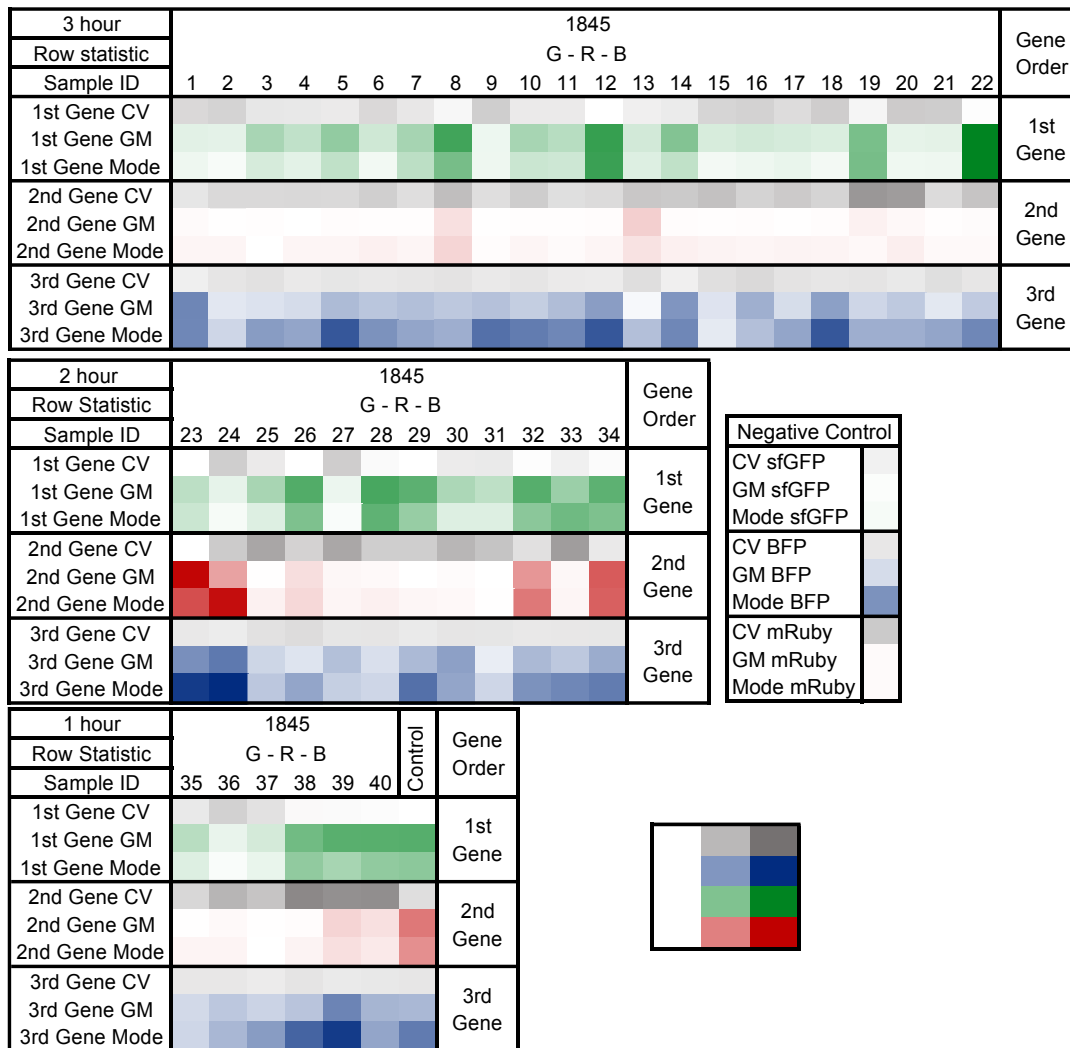 3 hour 1845 Gene Order
Row statistic G - R - B
Sample ID 1 2 3 4 5 6 7 8 9 10 11 12 13 14 15 16 17 18 19 20 21 22
1st Gene CV 1st Gene
1st Gene GM
1st Gene Mode
2nd Gene CV 2nd Gene
2nd Gene GM
2nd Gene Mode
3rd Gene CV 3rd Gene
3rd Gene GM
3rd Gene Mode
2 hour 1845 Gene Order
Row Statistic G - R - B
Sample ID 23 24 25 26 27 28 29 30 31 32 33 34
1st Gene CV 1st Gene
1st Gene GM
1st Gene Mode
2nd Gene CV 2nd Gene
2nd Gene GM
2nd Gene Mode
3rd Gene CV 3rd Gene
3rd Gene GM
3rd Gene Mode
Negative Control
CV sfGFP
GM sfGFP
Mode sfGFP
CV BFP
GM BFP
Mode BFP
CV mRuby
GM mRuby
Mode mRuby
1 hour 1845 Control Gene Order
Row Statistic G - R - B
Sample ID 35 36 37 38 39 40
1st Gene CV 1st Gene
1st Gene GM
1st Gene Mode
2nd Gene CV 2nd Gene
2nd Gene GM
2nd Gene Mode
3rd Gene CV 3rd Gene
3rd Gene GM
3rd Gene Mode